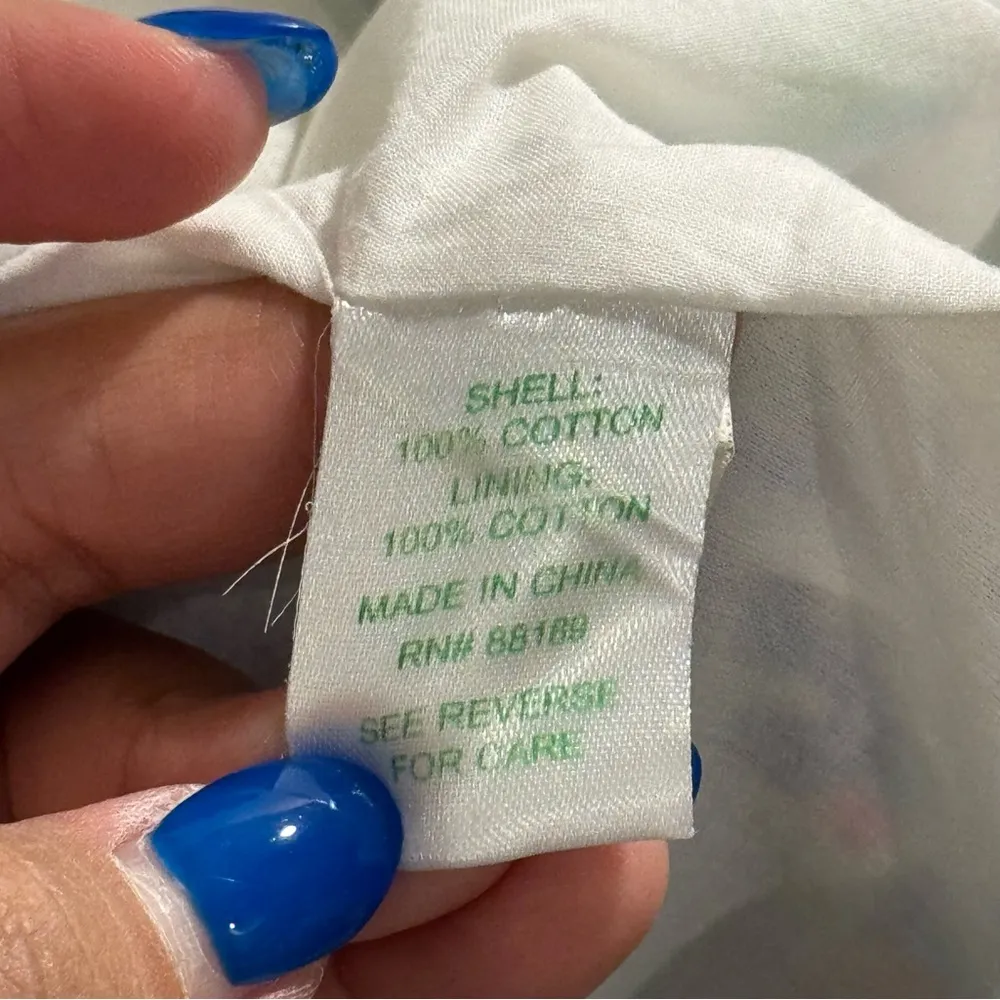 SHELL:
100% COTTON
LINING:
100% COTTON
MADE IN CHINA
RN# 88189
SEE REVERSE
FOR CARE